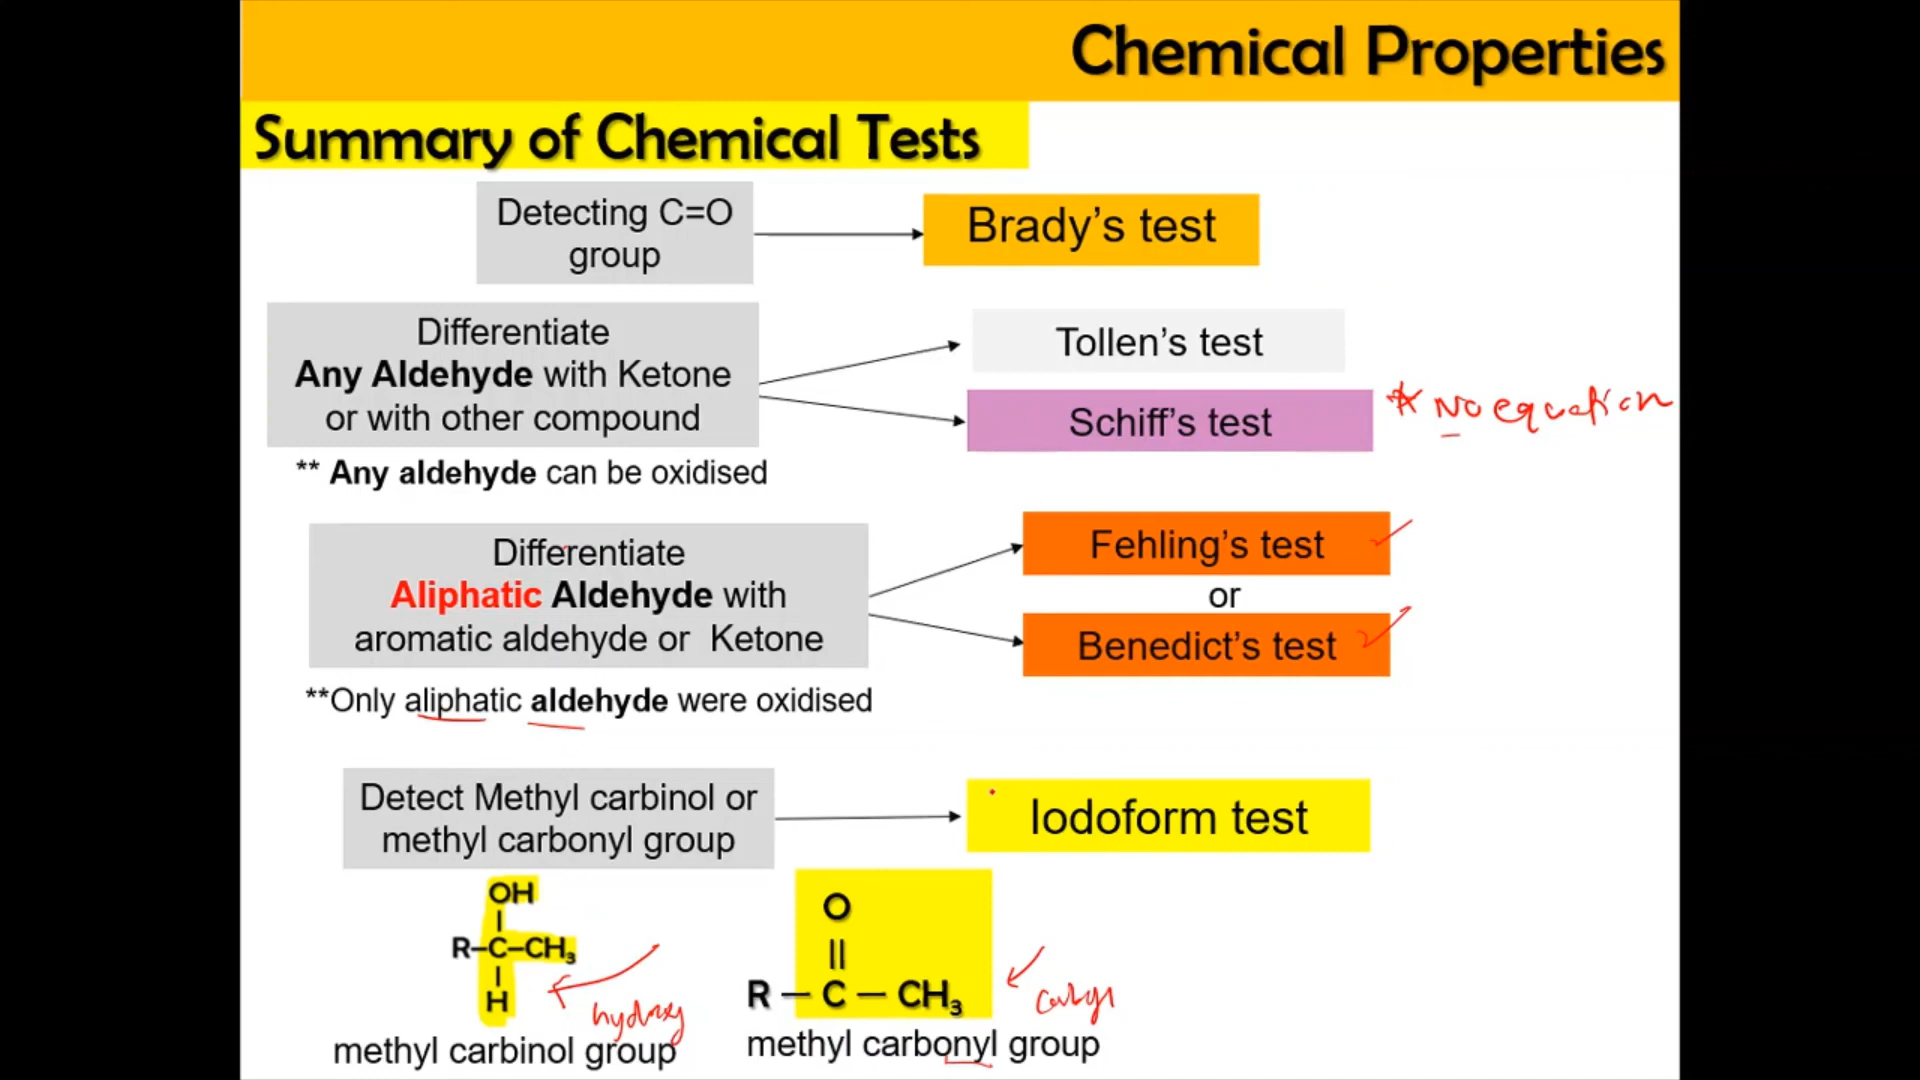 Chemical Properties
Summary of Chemical Tests
Detecting C=O
group
Brady's test
Differentiate
Any Aldehyde with Ketone
or with other compound
Tollen's test
Schiff's test
* No equation
** Any aldehyde can be oxidised
Differentiate
Aliphatic Aldehyde with
aromatic aldehyde or Ketone
Fehling's test
or
Benedict's test
**Only aliphatic aldehyde were oxidised
Detect Methyl carbinol or
methyl carbonyl group
Iodoform test
OH
R–C–CH₃
H
hydroxy
methyl carbinol group
O
R — C — CH₃
methyl carbonyl group